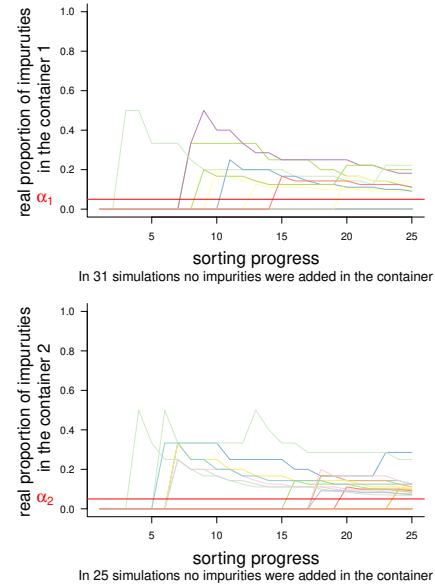 real proportion of impuruties
in the container 1
1.0
0.8
0.6
0.4
0.2
0.0
α1
5
10
15
20
25
sorting progress
In 31 simulations no impurities were added in the container
real proportion of impuruties
in the container 2
1.0
0.8
0.6
0.4
0.2
0.0
α2
5
10
15
20
25
sorting progress
In 25 simulations no impurities were added in the container